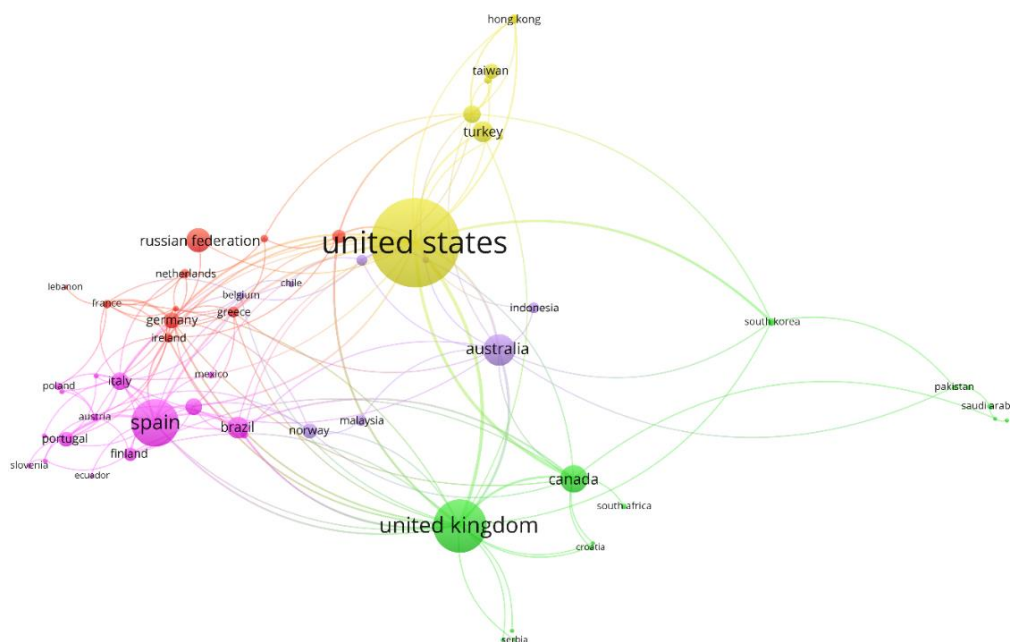 hong kong
taiwan
turkey
united states
russian federation
netherlands
lebanon
belgium
chile
france
greece
indonesia
germany
south korea
ireland
australia
mexico
italy
poland
pakistan
saudi arab
austria
spain
brazil
malaysia
norway
portugal
finland
slovenia
ecuador
canada
south africa
united kingdom
croatia
serbia